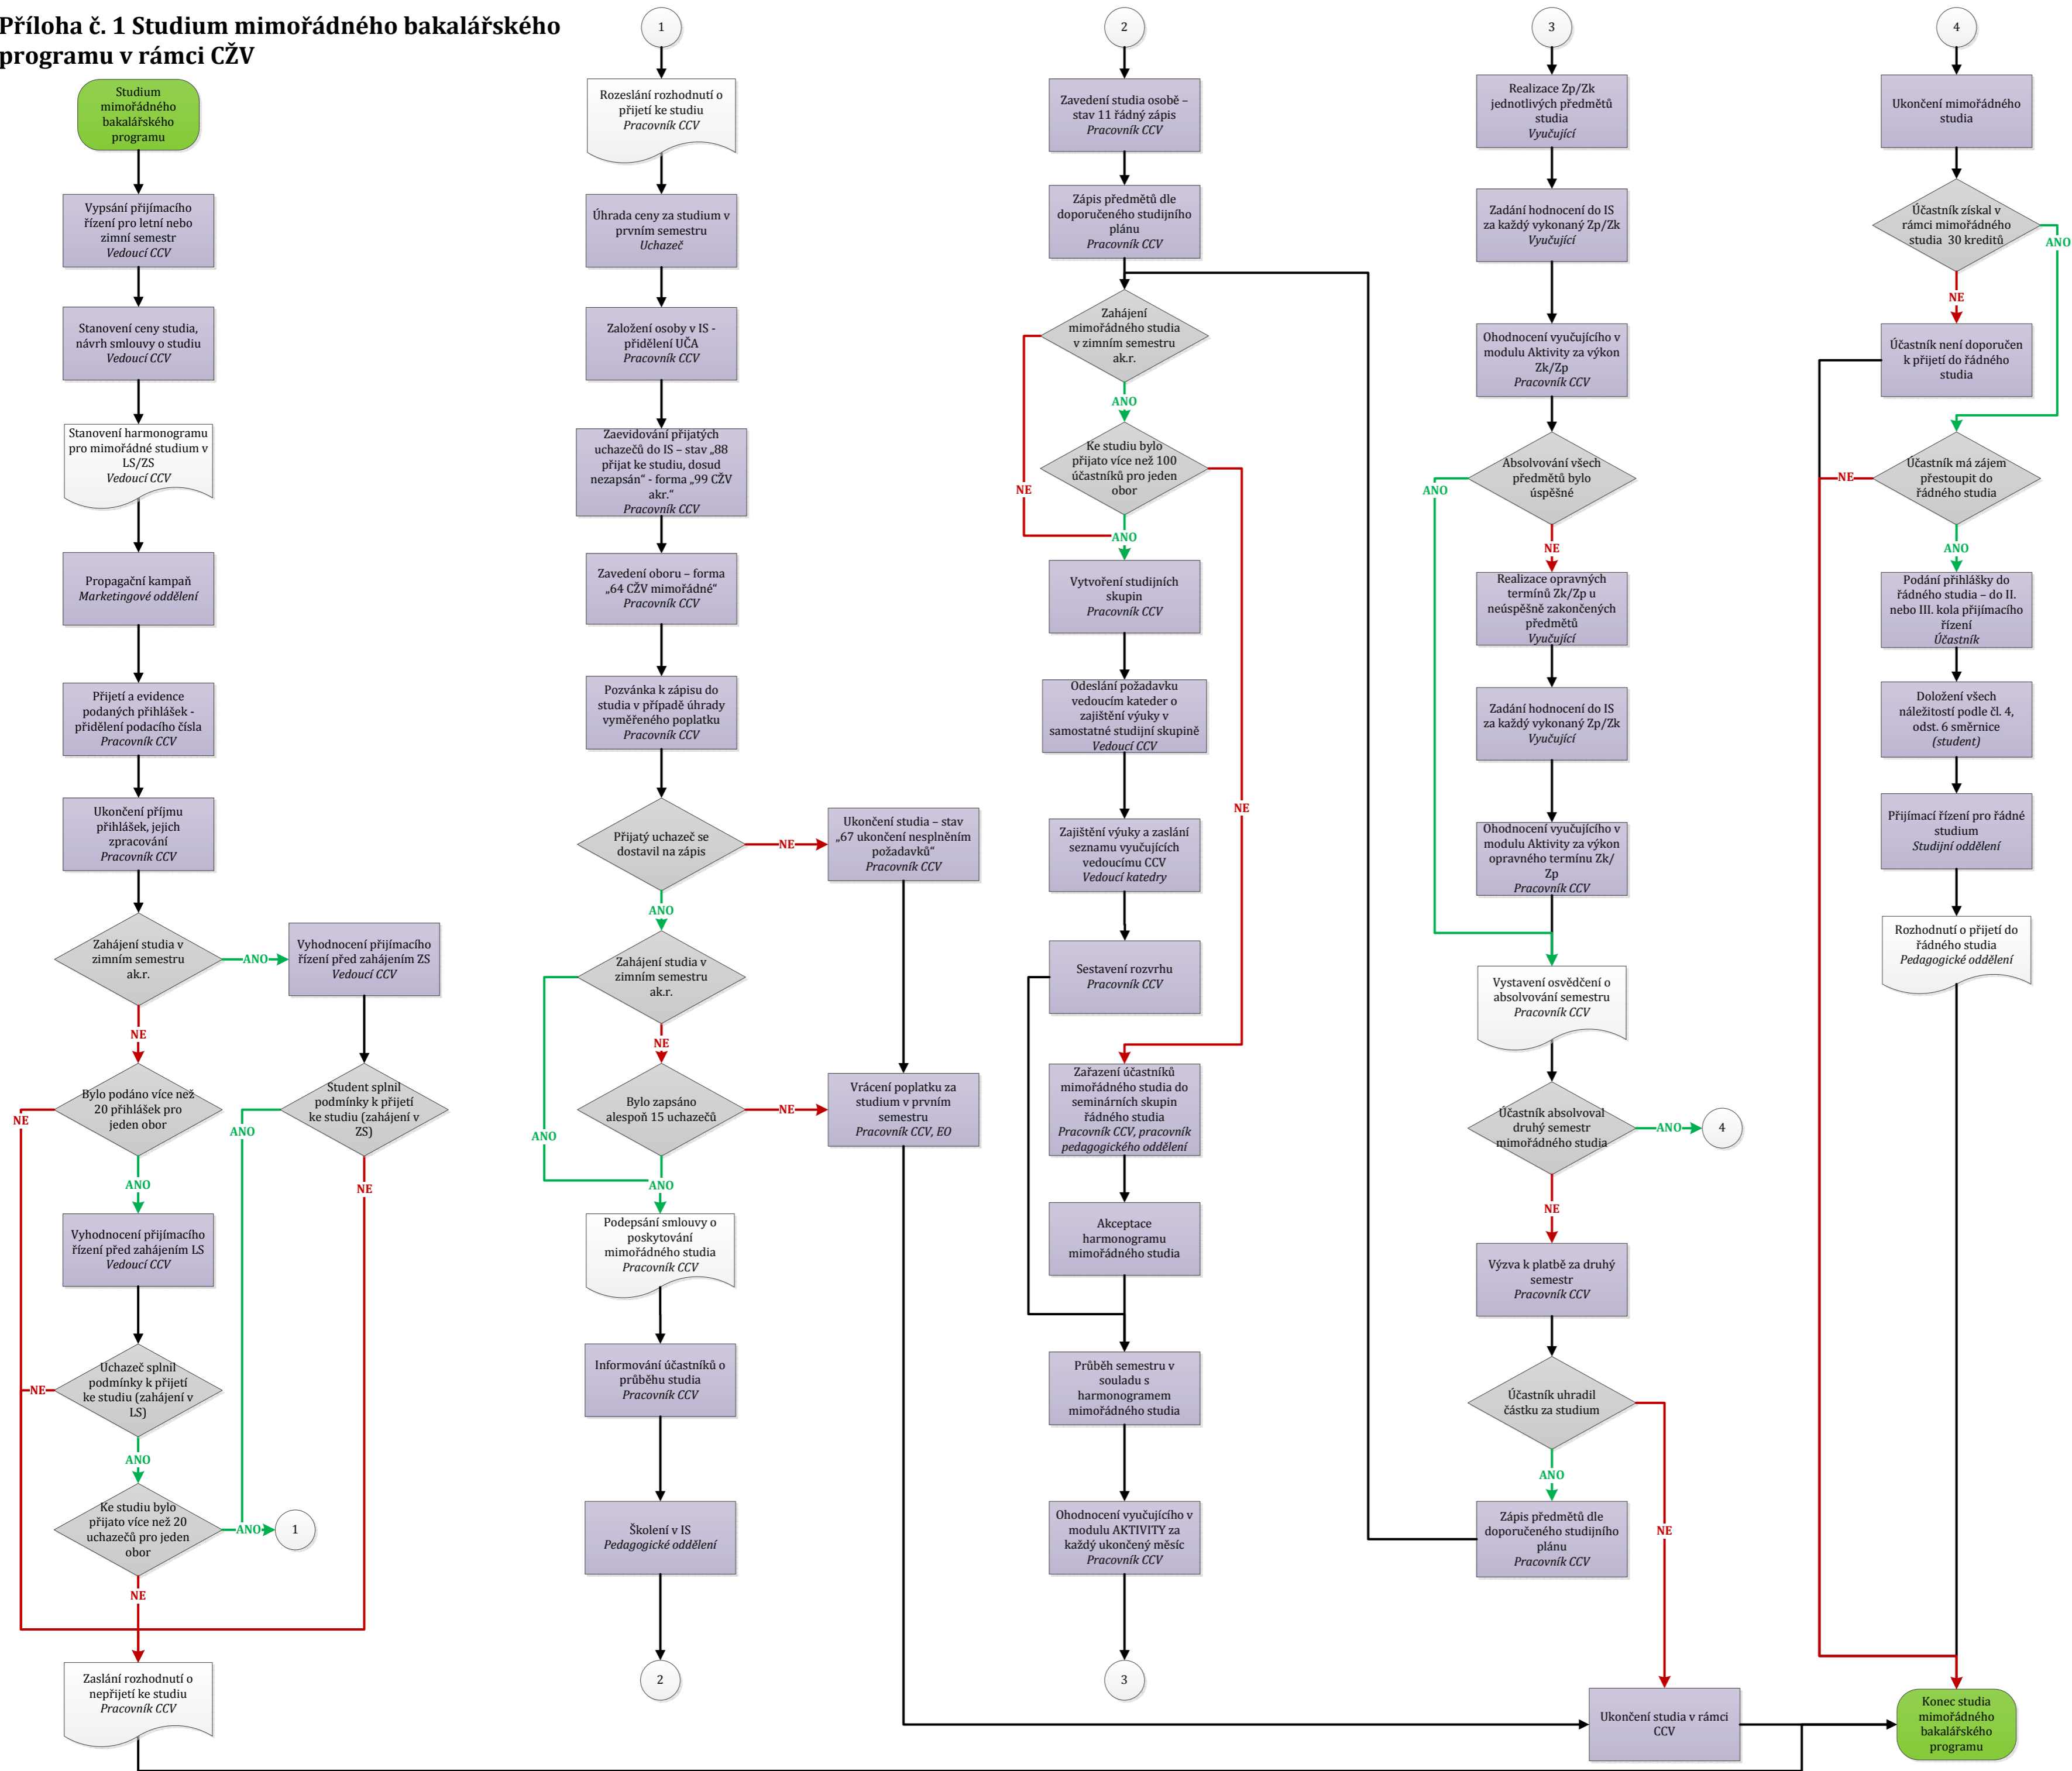 Příloha č. 1 Studium mimořádného bakalářského
programu v rámci CŽV
Studium
mimořádného
bakalářského
programu
Vypsání přijímacího
řízení pro letní nebo
zimní semestr
Vedoucí CCV
Stanovení ceny studia,
návrh smlouvy o studiu
Vedoucí CCV
Stanovení harmonogramu
pro mimořádné studium v
LS/ZS
Vedoucí CCV
Propagační kampaň
Marketingové oddělení
Přijetí a evidence
podaných přihlášek -
přidělení podacího čísla
Pracovník CCV
Ukončení příjmu
přihlášek, jejich
zpracování
Pracovník CCV
Zahájení studia v
zimním semestru
ak.r.
ANO
Vyhodnocení přijímacího
řízení před zahájením ZS
Vedoucí CCV
NE
Bylo podáno více než
20 přihlášek pro
jeden obor
NE
Student splnil
podmínky k přijetí
ke studiu (zahájení v
ZS)
ANO
NE
ANO
Vyhodnocení přijímacího
řízení před zahájením LS
Vedoucí CCV
Uchazeč splnil
podmínky k přijetí
ke studiu (zahájení v
LS)
NE
ANO
Ke studiu bylo
přijato více než 20
uchazečů pro jeden
obor
ANO
1
NE
Zaslání rozhodnutí o
nepřijetí ke studiu
Pracovník CCV
1
Rozeslání rozhodnutí o
přijetí ke studiu
Pracovník CCV
Úhrada ceny za studium v
prvním semestru
Uchazeč
Založení osoby v IS -
přidělení UČA
Pracovník CCV
Zaevidování přijatých
uchazečů do IS – stav „88
přijat ke studiu, dosud
nezapsán“ - forma „99 CŽV
akr.“
Pracovník CCV
Zavedení oboru – forma
„64 CŽV mimořádné“
Pracovník CCV
Pozvánka k zápisu do
studia v případě úhrady
vyměřeného poplatku
Pracovník CCV
Přijatý uchazeč se
dostavil na zápis
NE
Ukončení studia – stav
„67 ukončení nesplněním
požadavků“
Pracovník CCV
ANO
Zahájení studia v
zimním semestru
ak.r.
NE
ANO
Bylo zapsáno
alespoň 15 uchazečů
NE
Vrácení poplatku za
studium v prvním
semestru
Pracovník CCV, EO
ANO
Podepsání smlouvy o
poskytování
mimořádného studia
Pracovník CCV
Informování účastníků o
průběhu studia
Pracovník CCV
Školení v IS
Pedagogické oddělení
2
2
Zavedení studia osobě –
stav 11 řádný zápis
Pracovník CCV
Zápis předmětů dle
doporučeného studijního
plánu
Pracovník CCV
Zahájení
mimořádného studia
v zimním semestru
ak.r.
ANO
NE
Ke studiu bylo
přijato více než 100
účastníků pro jeden
obor
ANO
NE
Vytvoření studijních
skupin
Pracovník CCV
Odeslání požadavku
vedoucím kateder o
zajištění výuky v
samostatné studijní skupině
Vedoucí CCV
Zajištění výuky a zaslání
seznamu vyučujících
vedoucímu CCV
Vedoucí katedry
Sestavení rozvrhu
Pracovník CCV
Zařazení účastníků
mimořádného studia do
seminárních skupin
řádného studia
Pracovník CCV, pracovník
pedagogického oddělení
Akceptace
harmonogramu
mimořádného studia
Průběh semestru v
souladu s
harmonogramem
mimořádného studia
Ohodnocení vyučujícího v
modulu AKTIVITY za
každý ukončený měsíc
Pracovník CCV
3
3
Realizace Zp/Zk
jednotlivých předmětů
studia
Vyučující
Zadání hodnocení do IS
za každý vykonaný Zp/Zk
Vyučující
Ohodnocení vyučujícího v
modulu Aktivity za výkon
Zk/Zp
Pracovník CCV
Absolvování všech
předmětů bylo
úspěšné
ANO
NE
Realizace opravných
termínů Zk/Zp u
neúspěšně zakončených
předmětů
Vyučující
Zadání hodnocení do IS
za každý vykonaný Zp/Zk
Vyučující
Ohodnocení vyučujícího v
modulu Aktivity za výkon
opravného termínu Zk/
Zp
Pracovník CCV
Vystavení osvědčení o
absolvování semestru
Pracovník CCV
Účastník absolvoval
druhý semestr
mimořádného studia
ANO
4
NE
Výzva k platbě za druhý
semestr
Pracovník CCV
Účastník uhradil
částku za studium
ANO
NE
Zápis předmětů dle
doporučeného studijního
plánu
Pracovník CCV
Ukončení studia v rámci
CCV
4
Ukončení mimořádného
studia
Účastník získal v
rámci mimořádného
studia  30 kreditů
ANO
NE
Účastník není doporučen
k přijetí do řádného
studia
Účastník má zájem
přestoupit do
řádného studia
NE
ANO
Podání přihlášky do
řádného studia – do II.
nebo III. kola přijímacího
řízení
Účastník
Doložení všech
náležitostí podle čl. 4,
odst. 6 směrnice
(student)
Přijímací řízení pro řádné
studium
Studijní oddělení
Rozhodnutí o přijetí do
řádného studia
Pedagogické oddělení
Konec studia
mimořádného
bakalářského
programu